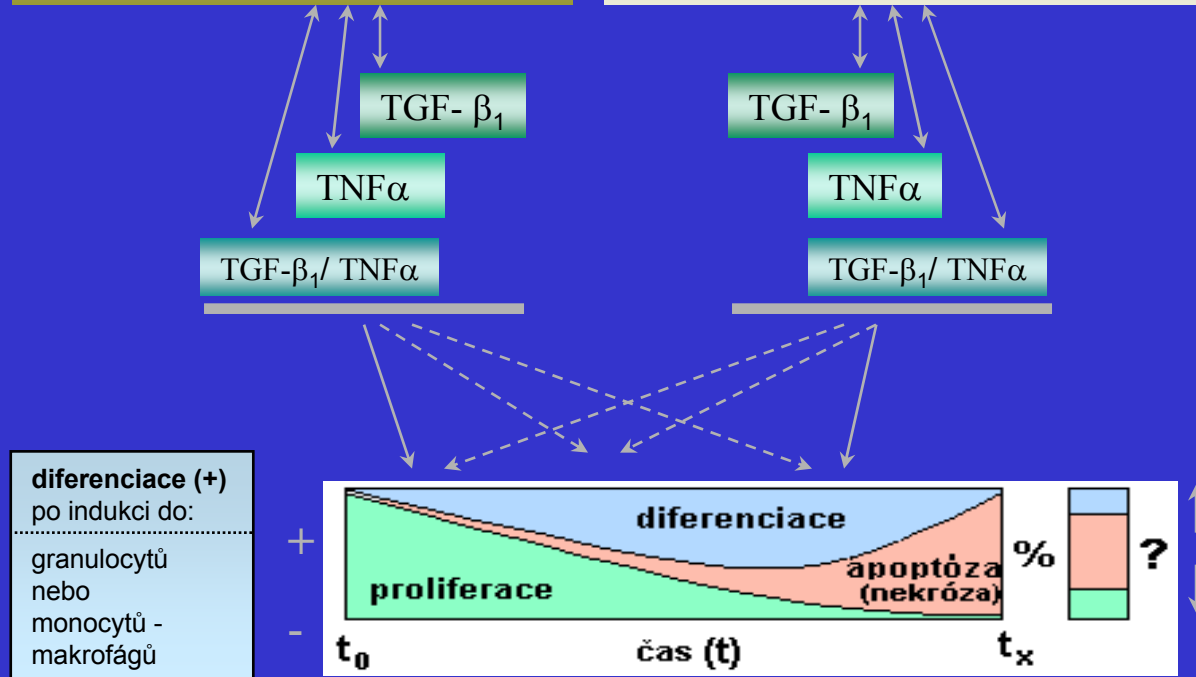 TGF- β₁
TGF- β₁
TNFα
TNFα
TGF-β₁/ TNFα
TGF-β₁/ TNFα
diferenciace (+)
po indukci do:
granulocytů
nebo
monocytů -
makrofágů
+
-
diferenciace
proliferace
apoptóza
(nekróza)
%
?
t₀
čas (t)
tₓ